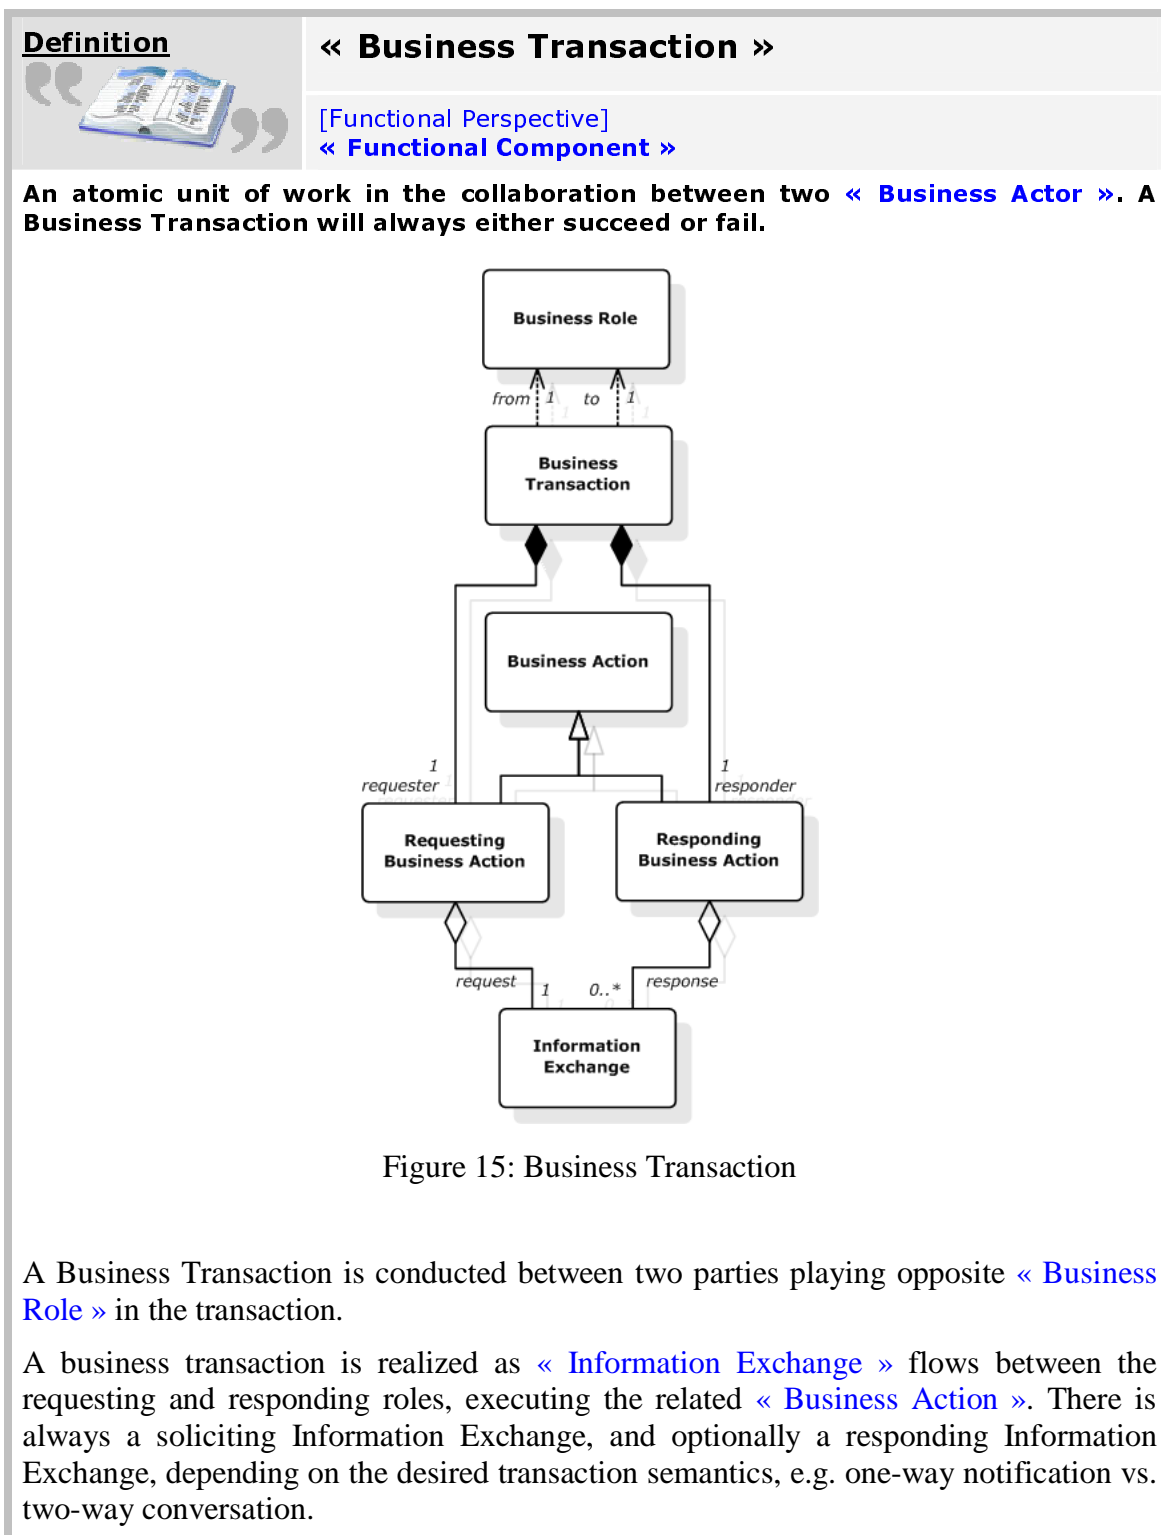 Definition
« Business Transaction »
[Functional Perspective]
« Functional Component »
An atomic unit of work in the collaboration between two « Business Actor ». A
Business Transaction will always either succeed or fail.
Business Role
from 1 to 1
Business
Transaction
Business Action
1
requester
1
responder
Requesting
Business Action
Responding
Business Action
request 1
0..* response
Information
Exchange
Figure 15: Business Transaction
A Business Transaction is conducted between two parties playing opposite « Business
Role » in the transaction.
A business transaction is realized as « Information Exchange » flows between the
requesting and responding roles, executing the related « Business Action ». There is
always a soliciting Information Exchange, and optionally a responding Information
Exchange, depending on the desired transaction semantics, e.g. one-way notification vs.
two-way conversation.